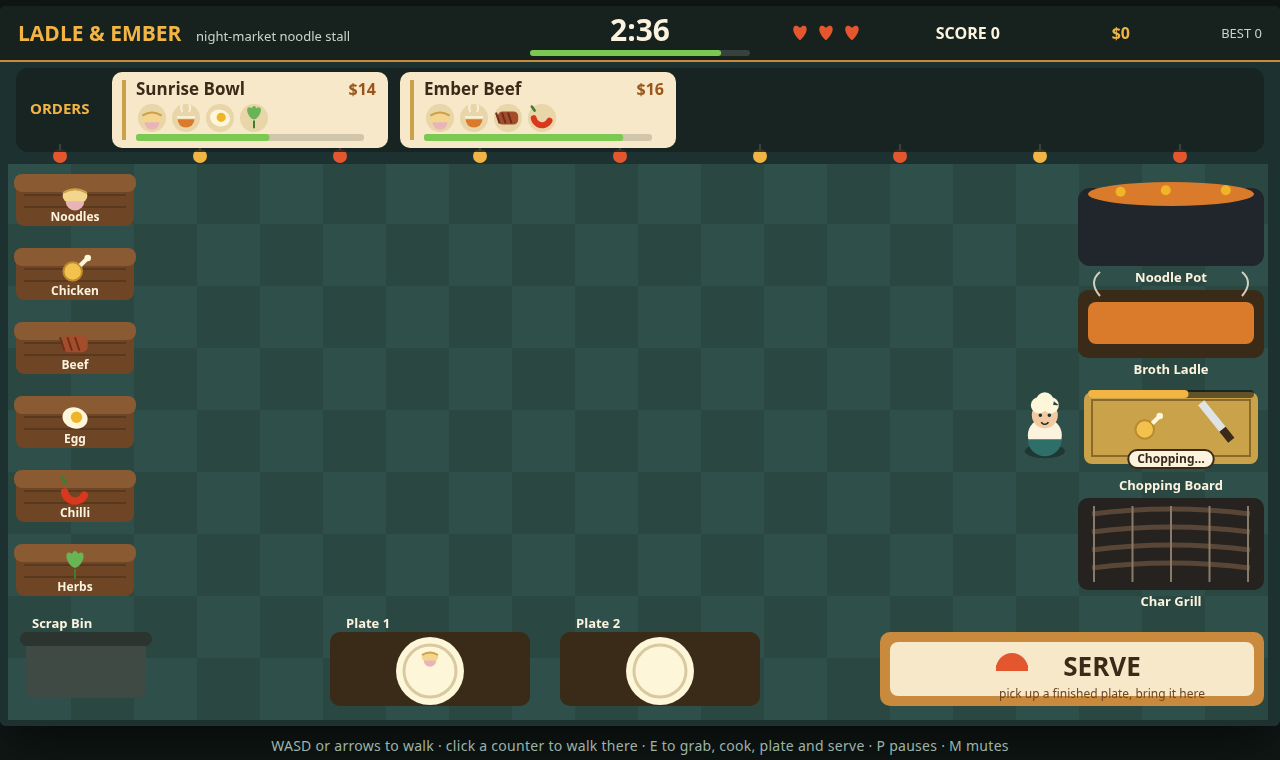 LADLE & EMBER night-market noodle stall 2:36 SCORE 0 $0 BEST 0
ORDERS
Sunrise Bowl $14
Ember Beef $16
Noodles
Chicken
Beef
Egg
Chilli
Herbs
Noodle Pot
Broth Ladle
Chopping...
Chopping Board
Char Grill
Scrap Bin
Plate 1
Plate 2
SERVE
pick up a finished plate, bring it here
WASD or arrows to walk · click a counter to walk there · E to grab, cook, plate and serve · P pauses · M mutes